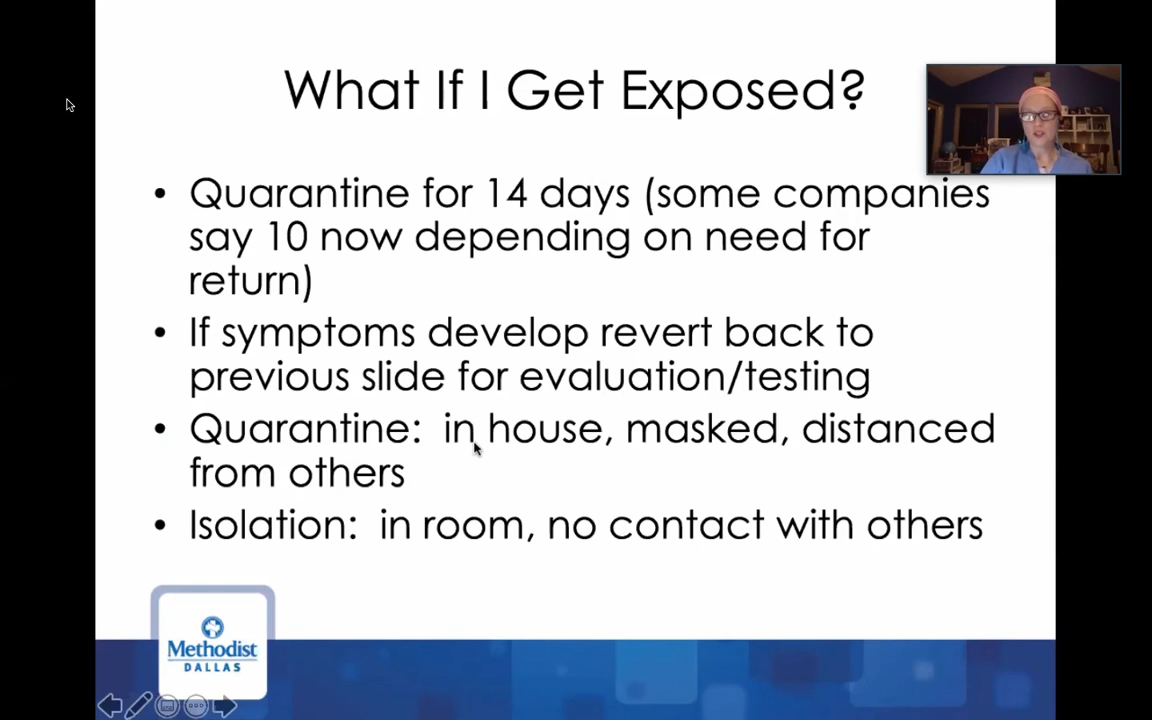 What If I Get Exposed?
• Quarantine for 14 days (some companies
say 10 now depending on need for
return)
• If symptoms develop revert back to
previous slide for evaluation/testing
• Quarantine:  in house, masked, distanced
from others
• Isolation:  in room, no contact with others
Methodist
DALLAS